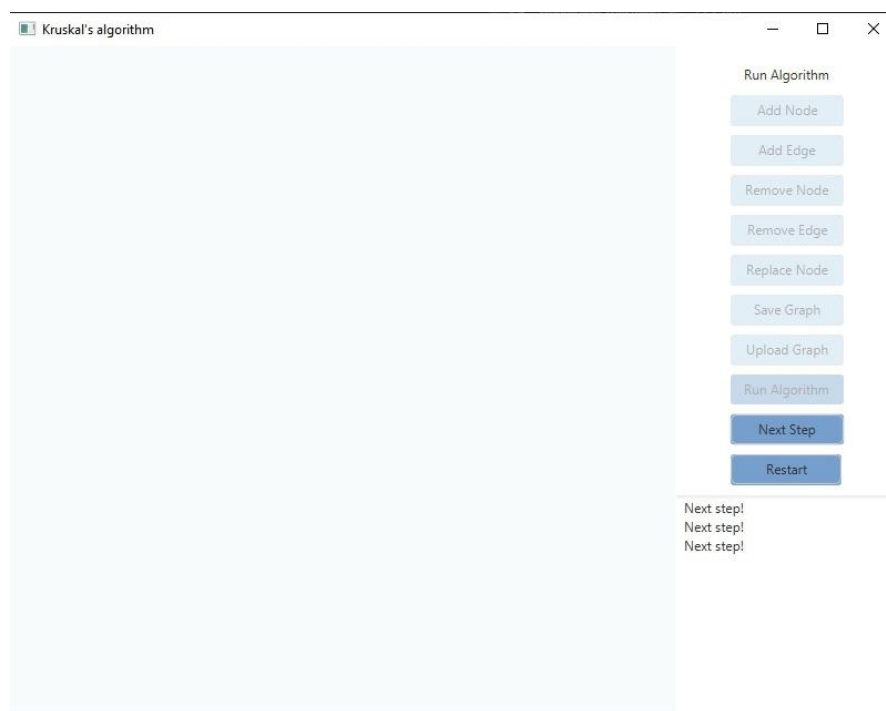 Kruskal's algorithm
Run Algorithm
Add Node
Add Edge
Remove Node
Remove Edge
Replace Node
Save Graph
Upload Graph
Run Algorithm
Next Step
Restart
Next step!
Next step!
Next step!